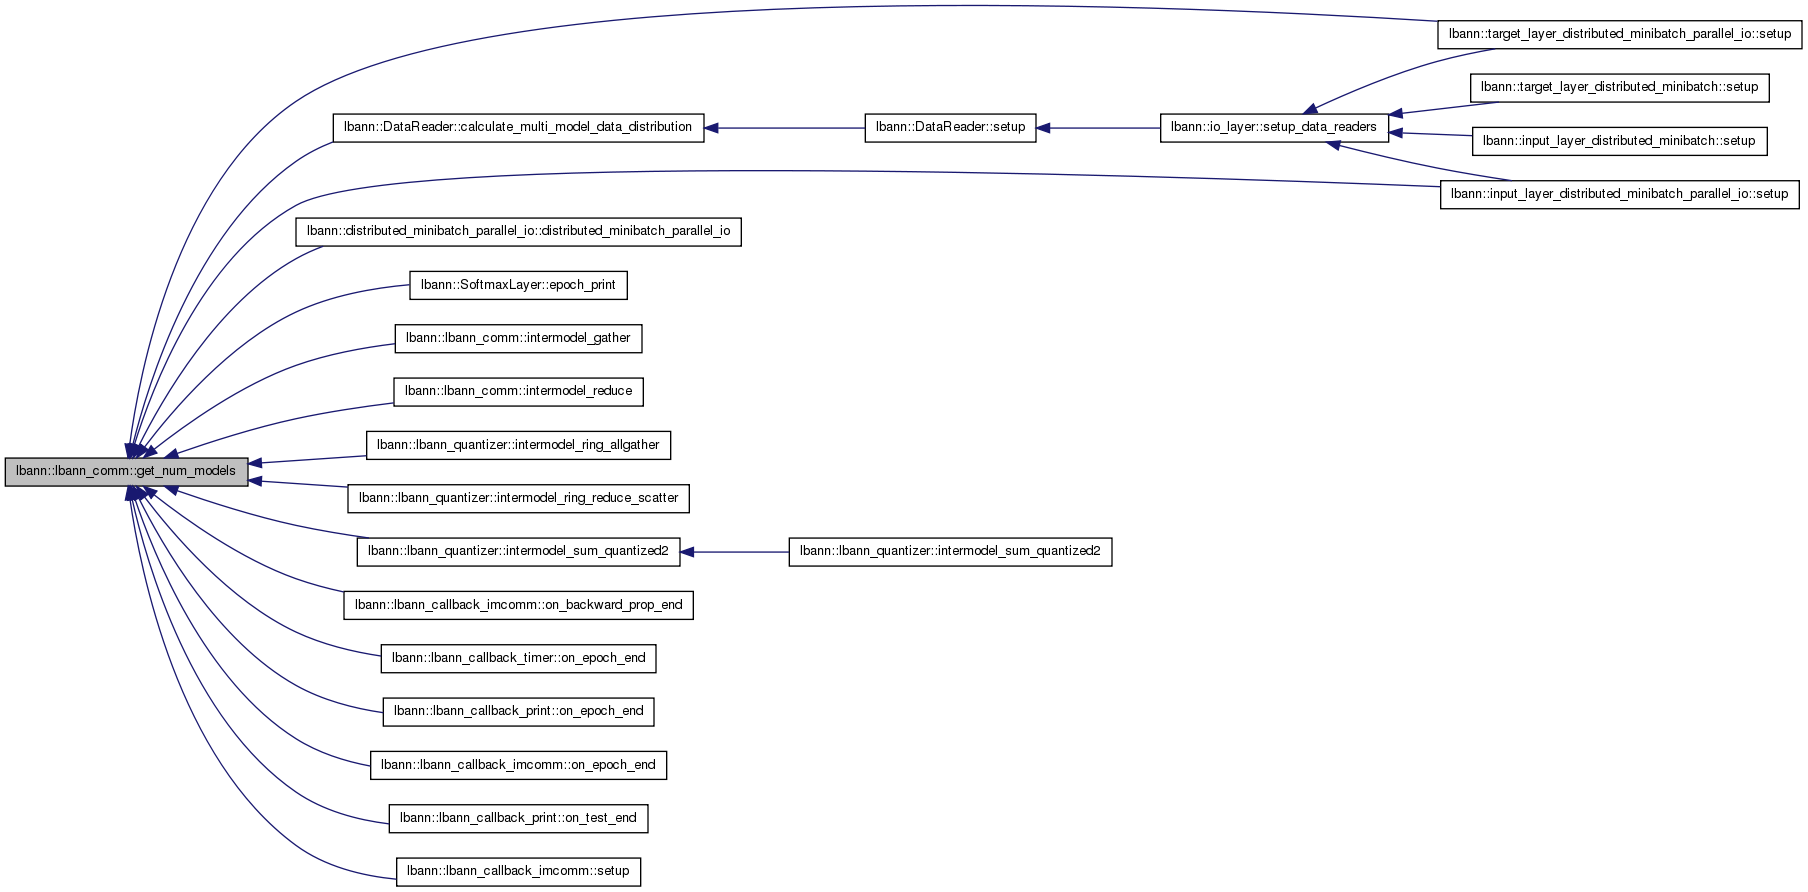 lbann::target_layer_distributed_minibatch_parallel_io::setup
lbann::target_layer_distributed_minibatch::setup
lbann::DataReader::calculate_multi_model_data_distribution
lbann::DataReader::setup
lbann::io_layer::setup_data_readers
lbann::input_layer_distributed_minibatch::setup
lbann::input_layer_distributed_minibatch_parallel_io::setup
lbann::distributed_minibatch_parallel_io::distributed_minibatch_parallel_io
lbann::SoftmaxLayer::epoch_print
lbann::lbann_comm::intermodel_gather
lbann::lbann_comm::intermodel_reduce
lbann::lbann_quantizer::intermodel_ring_allgather
lbann::lbann_comm::get_num_models
lbann::lbann_quantizer::intermodel_ring_reduce_scatter
lbann::lbann_quantizer::intermodel_sum_quantized2
lbann::lbann_quantizer::intermodel_sum_quantized2
lbann::lbann_callback_imcomm::on_backward_prop_end
lbann::lbann_callback_timer::on_epoch_end
lbann::lbann_callback_print::on_epoch_end
lbann::lbann_callback_imcomm::on_epoch_end
lbann::lbann_callback_print::on_test_end
lbann::lbann_callback_imcomm::setup